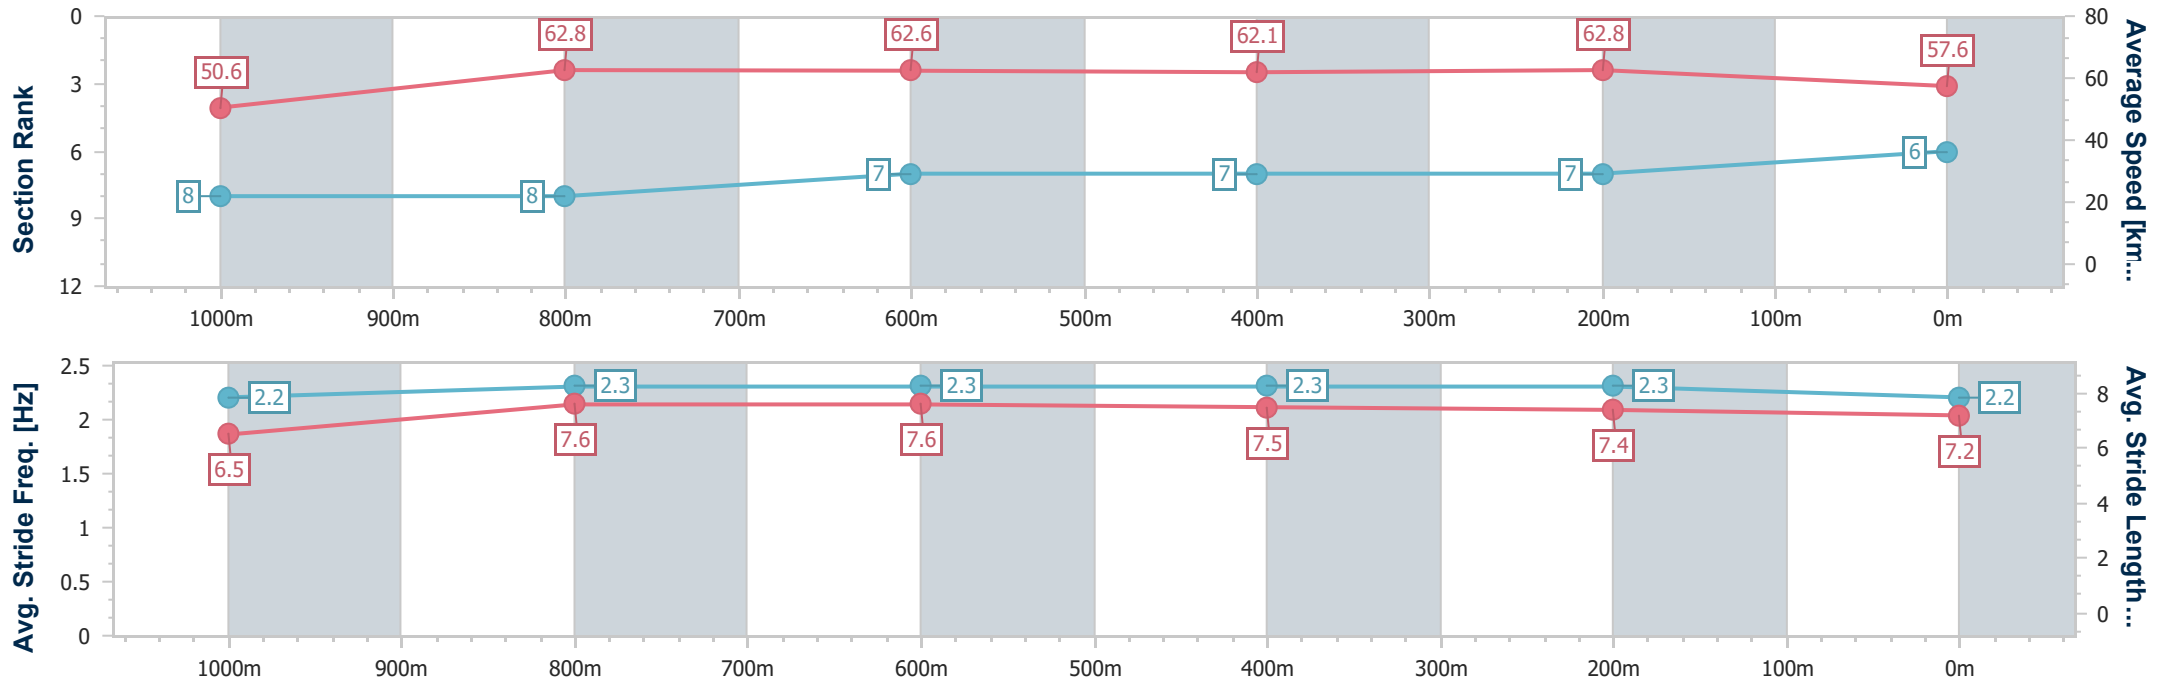 Section Rank
0
3
6
9
12
50.6
62.8
62.6
62.1
62.8
57.6
8
8
7
7
7
6
80
60
40
20
0
Average Speed [km...
1000m
900m
800m
700m
600m
500m
400m
300m
200m
100m
0m
Avg. Stride Freq. [Hz]
2.5
2
1.5
1
0.5
0
2.2
2.3
2.3
2.3
2.3
2.2
6.5
7.6
7.6
7.5
7.4
7.2
8
6
4
2
0
Avg. Stride Length...
1000m
900m
800m
700m
600m
500m
400m
300m
200m
100m
0m